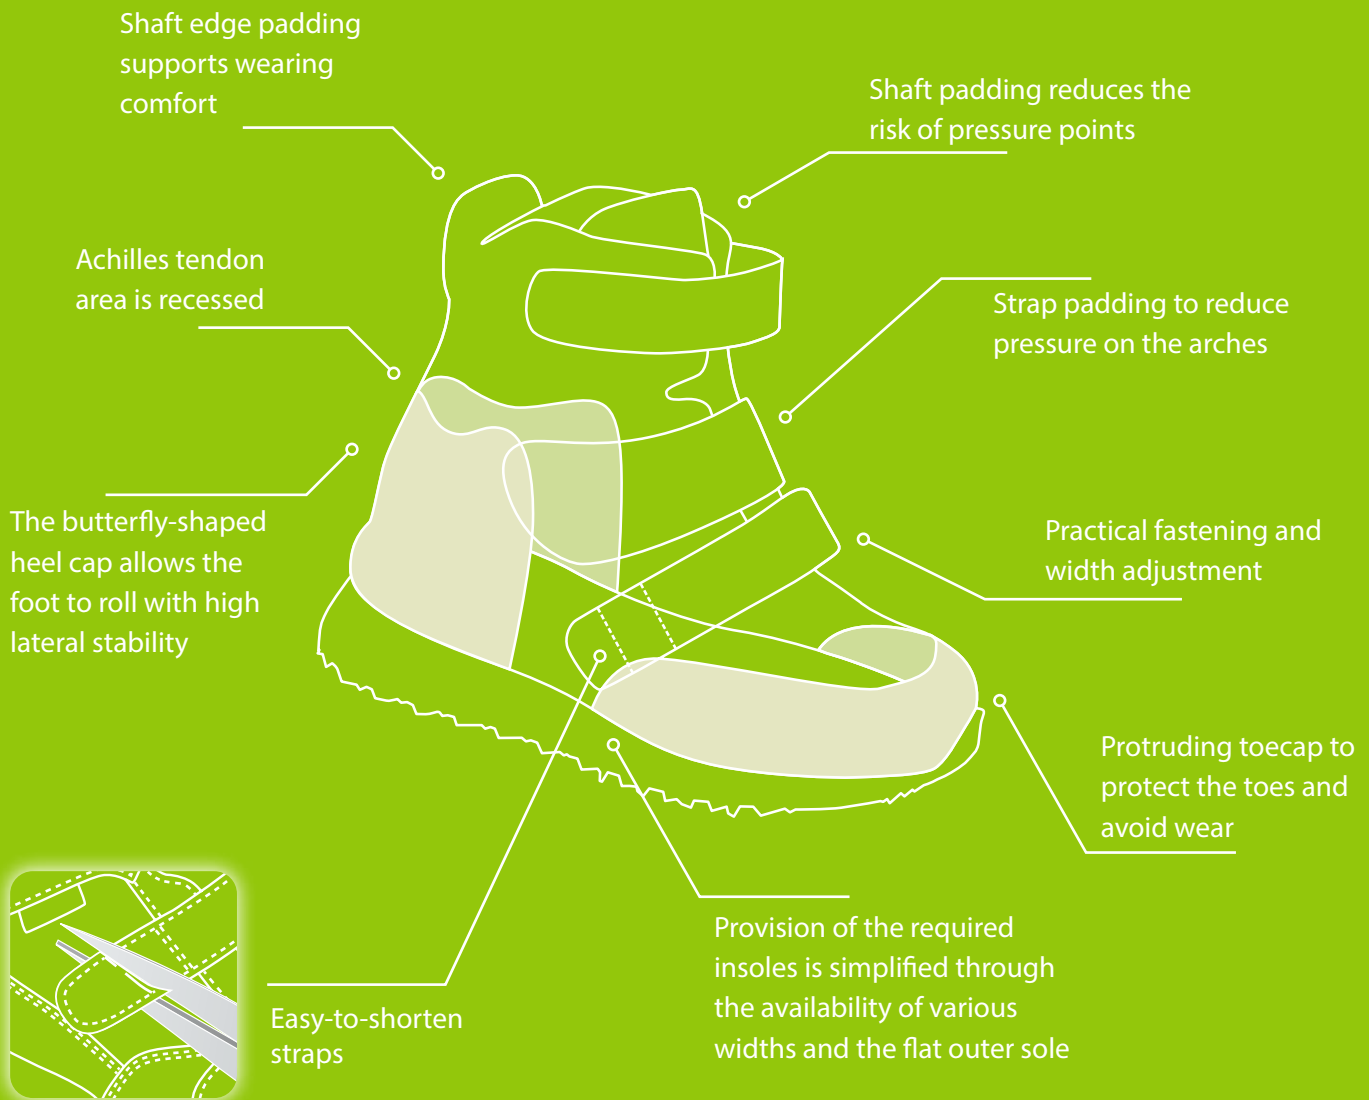 Shaft edge padding
supports wearing
comfort
Shaft padding reduces the
risk of pressure points
Achilles tendon
area is recessed
Strap padding to reduce
pressure on the arches
The butterfly-shaped
heel cap allows the
foot to roll with high
lateral stability
Practical fastening and
width adjustment
Protruding toecap to
protect the toes and
avoid wear
Provision of the required
insoles is simplified through
the availability of various
widths and the flat outer sole
Easy-to-shorten
straps